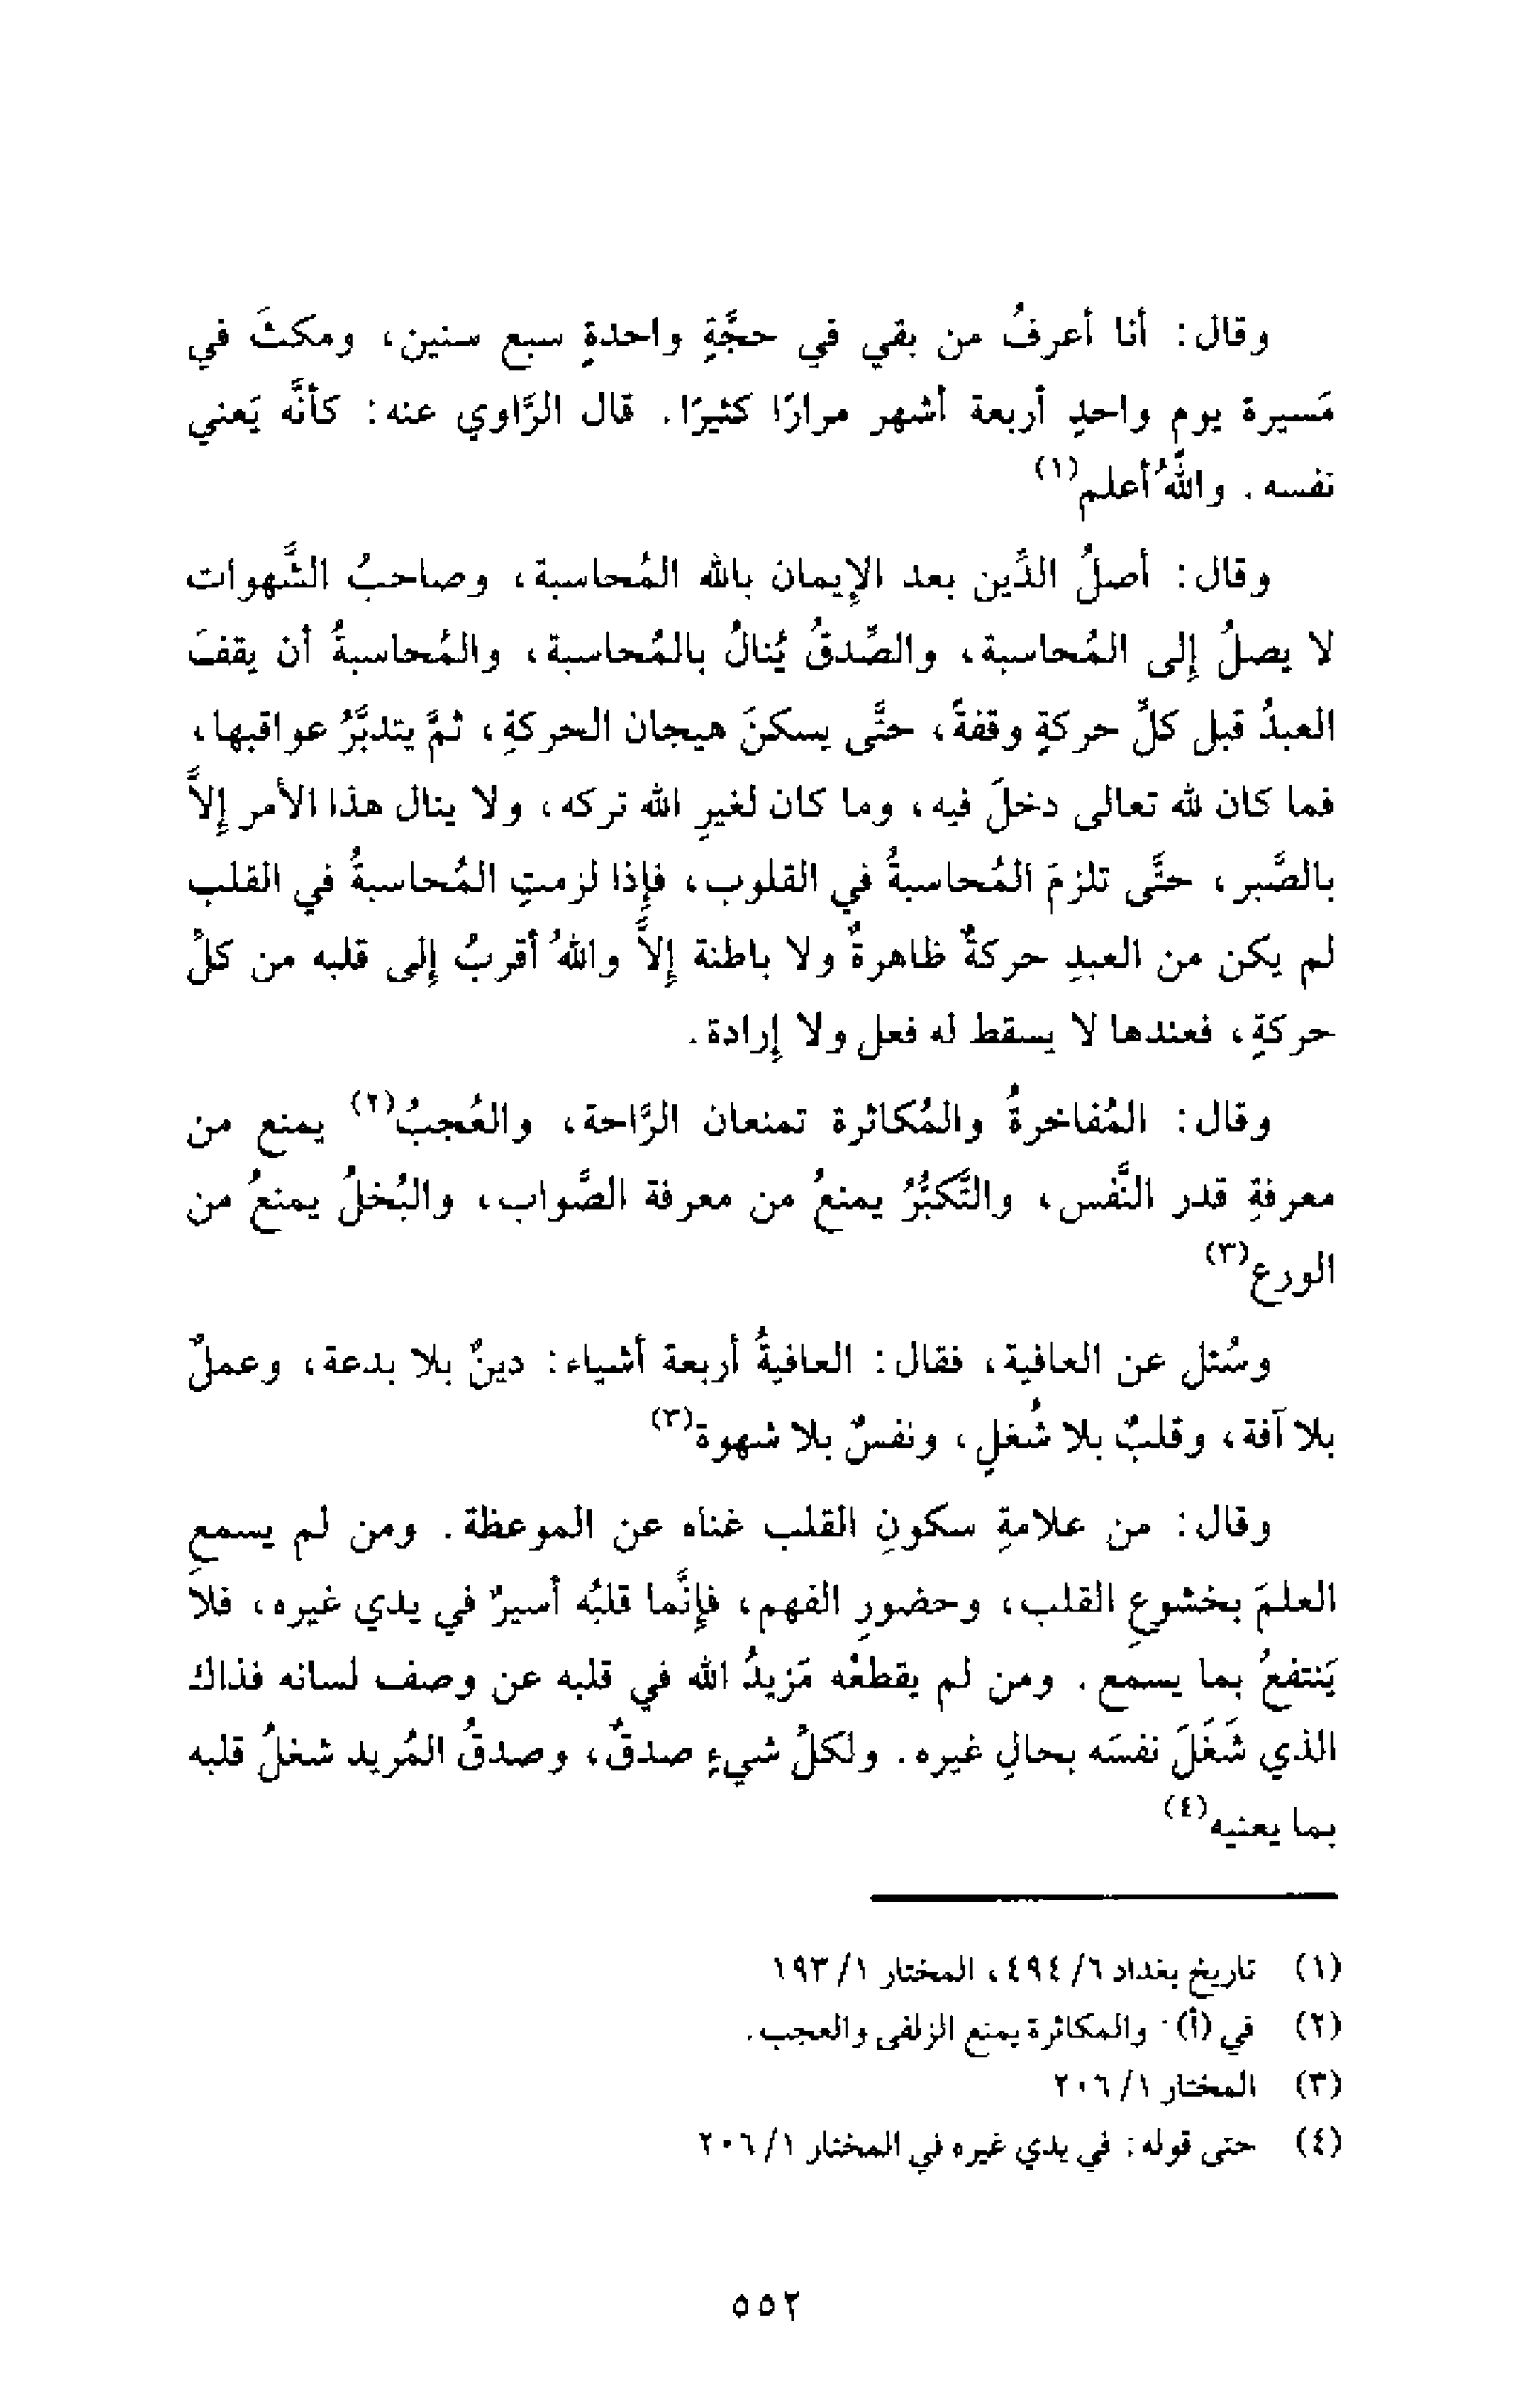 وقال: أنا أعرفُ من بقي في حجَّةٍ واحدةٍ سبع سنين، ومكثَ في
مَسيرة يوم واحدٍ أربعة أشهر مرارًا كثيرًا. قال الرَّاوي عنه: كأنَّه يَعني
نفسه. واللهُ أعلم(١)
وقال: أصلُ الدِّين بعد الإيمان بالله المُحاسبة، وصاحبُ الشَّهوات
لا يصلُ إلى المُحاسبة، والصِّدقُ يُنالُ بالمُحاسبة، والمُحاسبةُ أن يقفَ
العبدُ قبل كلِّ حركةٍ وقفةً، حتَّى يسكنَ هيجان الحركةِ، ثمَّ يتدبَّرُ عواقبها،
فما كان لله تعالى دخلَ فيه، وما كان لغيرِ الله تركه، ولا ينال هذا الأمر إلاَّ
بالصَّبر، حتَّى تلزمَ المُحاسبةُ في القلوب، فإذا لزمتِ المُحاسبةُ في القلب
لم يكن من العبدِ حركةٌ ظاهرةٌ ولا باطنة إلاَّ واللهُ أقربُ إلى قلبه من كلِّ
حركةٍ، فعندها لا يسقط له فعل ولا إرادة.
وقال: المُفاخرةُ والمُكاثرة تمنعان الرَّاحة، والعُجبُ(٢) يمنع من
معرفةِ قدر النَّفس، والتَّكبُّرُ يمنعُ من معرفة الصَّواب، والبُخلُ يمنعُ من
الورع(٣)
وسُئل عن العافية، فقال: العافيةُ أربعة أشياء: دينٌ بلا بدعة، وعملٌ
بلا آفة، وقلبٌ بلا شُغلٍ، ونفسٌ بلا شهوة(٣)
وقال: من علامةِ سكونِ القلب غناه عن الموعظة. ومن لم يسمعِ
العلمَ بخشوعِ القلب، وحضورِ الفهم، فإنَّما قلبُه أسيرٌ في يدي غيره، فلا
يَنتفعُ بما يسمع. ومن لم يقطعْه مَزيدُ الله في قلبه عن وصف لسانه فذاك
الذي شَغَلَ نفسَه بحالِ غيره. ولكلِّ شيءٍ صدقٌ، وصدقُ المُريد شغلُ قلبه
بما يعنيه(٤)
(١) تاريخ بغداد ٦/ ٤٩٤، المختار ١/ ١٩٣
(٢) في (أ) والمكاثرة يمنع الزلفى والعجب.
(٣) المختار ١/ ٢٠٦
(٤) حتى قوله: في يدي غيره في المختار ١/ ٢٠٦
٥٥٢